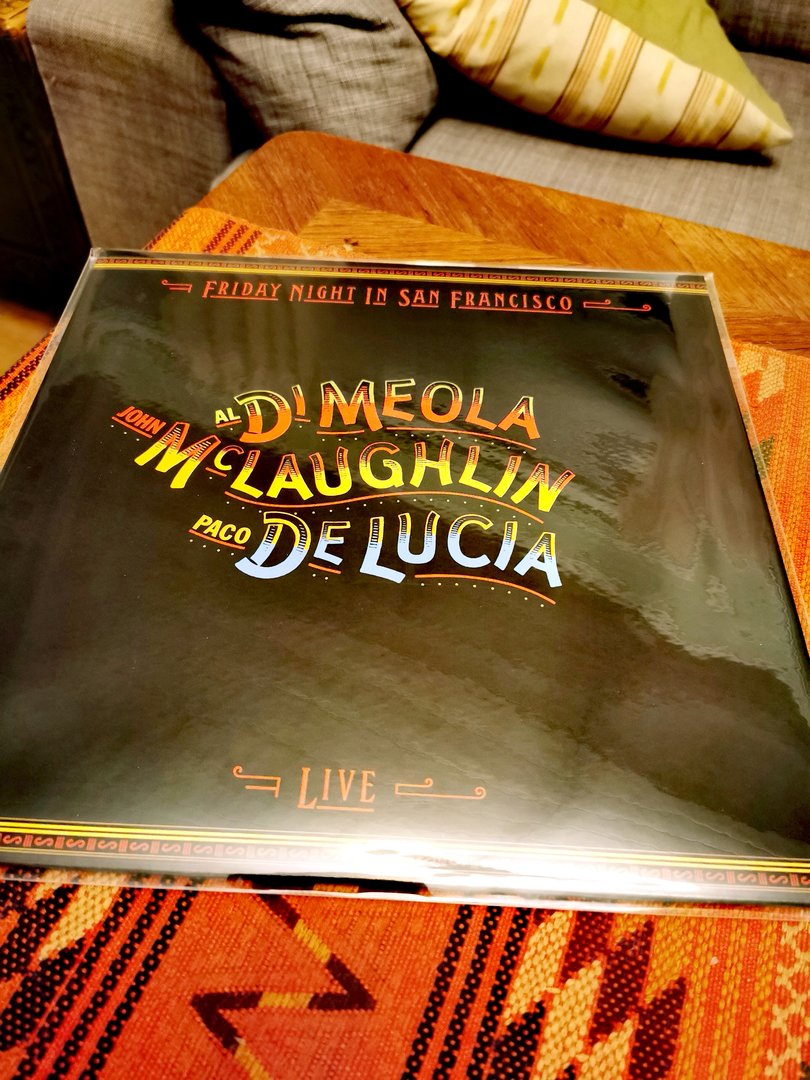 Friday Night In San Francisco
AL DI MEOLA
JOHN McLAUGHLIN
PACO DE LUCIA
LIVE